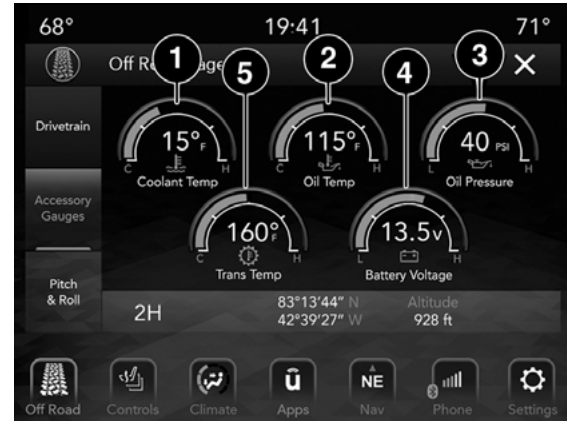 68° 19:41 71°
Off R age
1 2 3 4 5
Drivetrain
Accessory
Gauges
Pitch
& Roll
15° F
C H
Coolant Temp
115° F
C H
Oil Temp
40 PSI
L H
Oil Pressure
160° F
C H
Trans Temp
13.5v
L H
Battery Voltage
2H
83°13'44" N
42°39'27" W
Altitude
928 ft
Off Road
Controls
Climate
û
Apps
NE
Nav
Phone
Settings